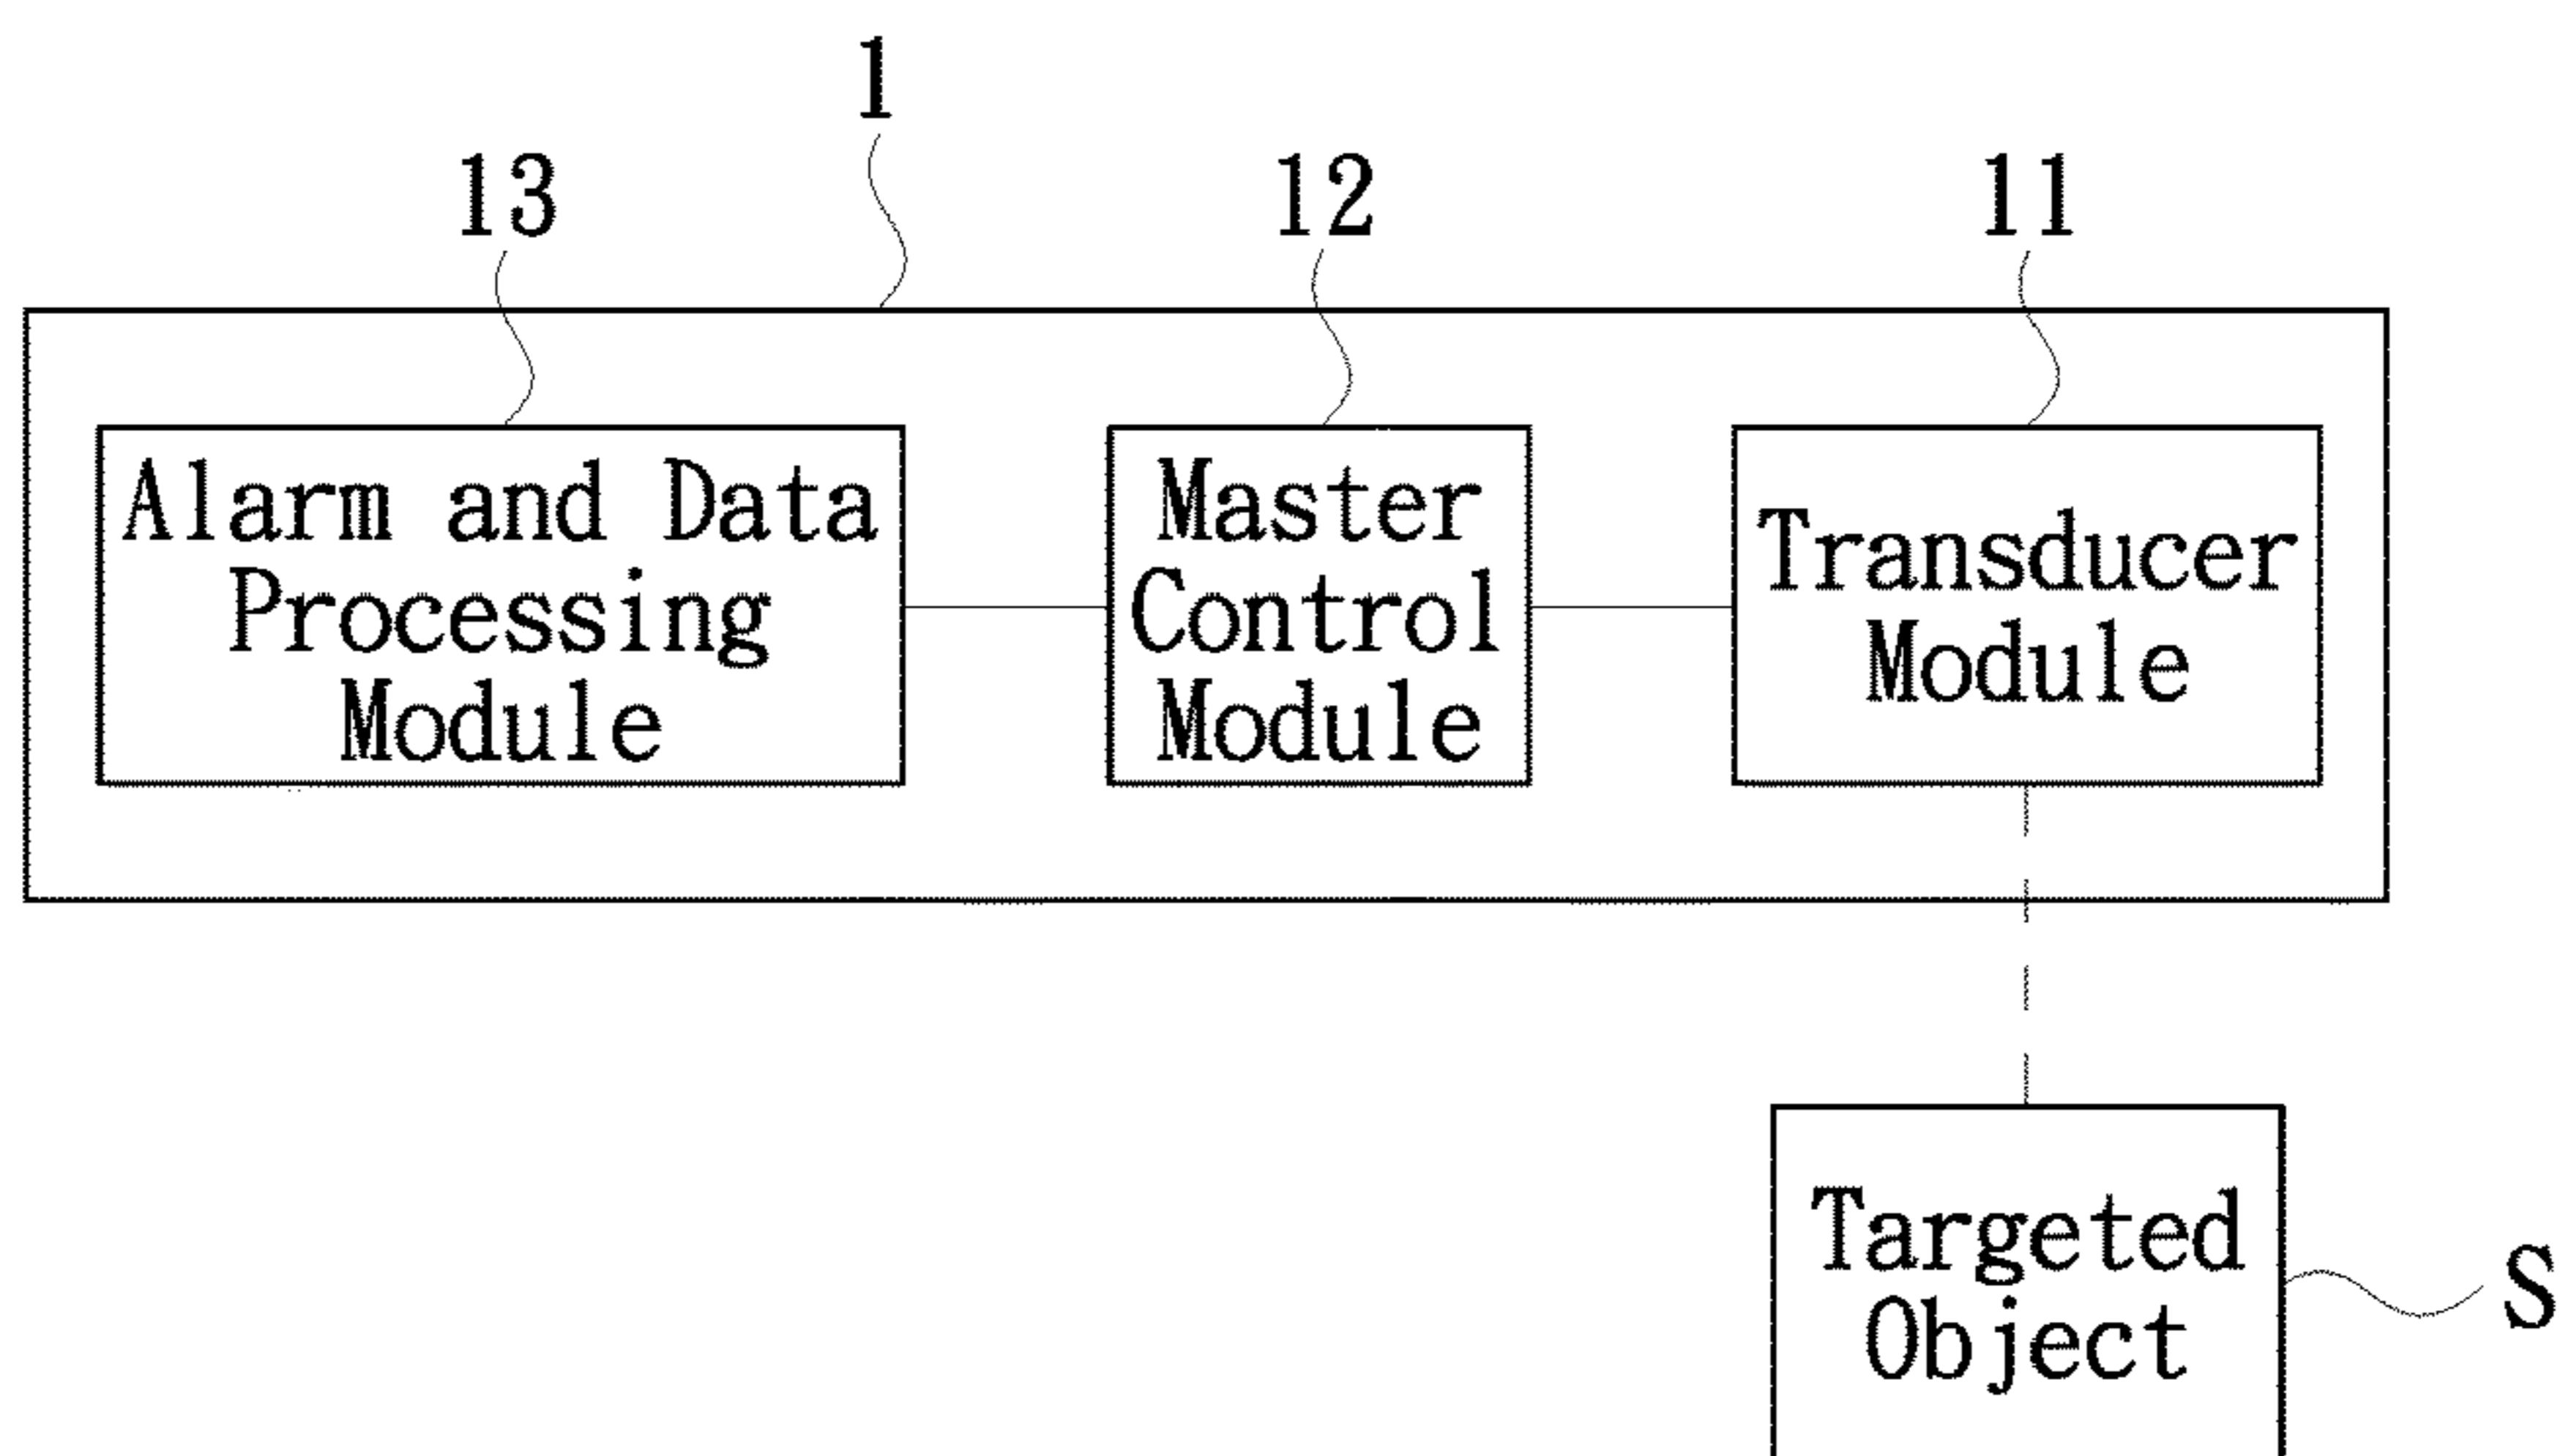 1
13
12
11
Alarm and Data
Processing
Module
Master
Control
Module
Transducer
Module
Targeted
Object
S